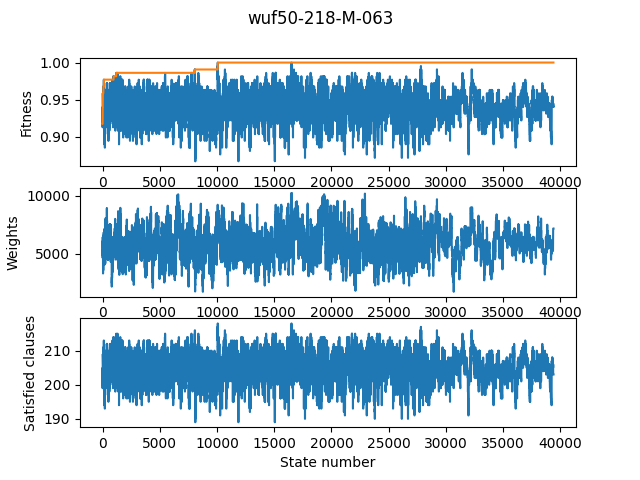 wuf50-218-M-063
1.00
0.95
0.90
Fitness
0 5000 10000 15000 20000 25000 30000 35000 40000
10000
5000
Weights
0 5000 10000 15000 20000 25000 30000 35000 40000
210
200
190
Satisfied clauses
0 5000 10000 15000 20000 25000 30000 35000 40000
State number